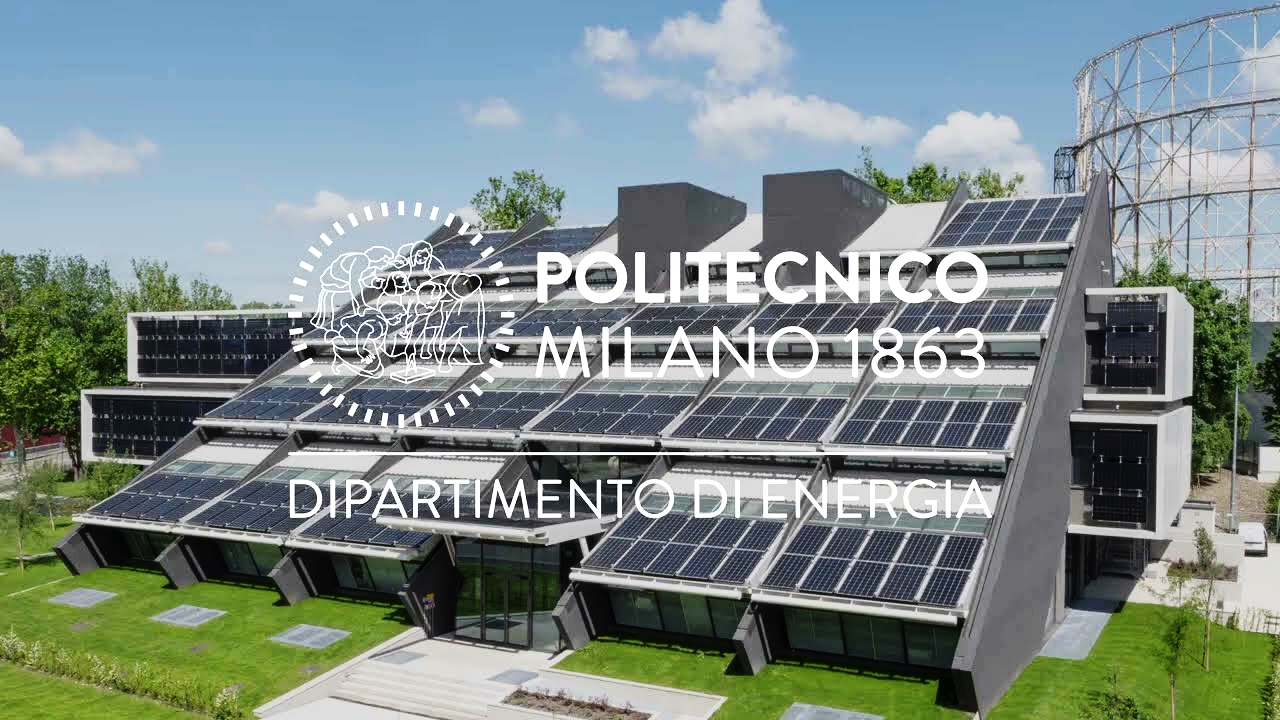 POLITECNICO
MILANO 1863
DIPARTIMENTO DI ENERGIA